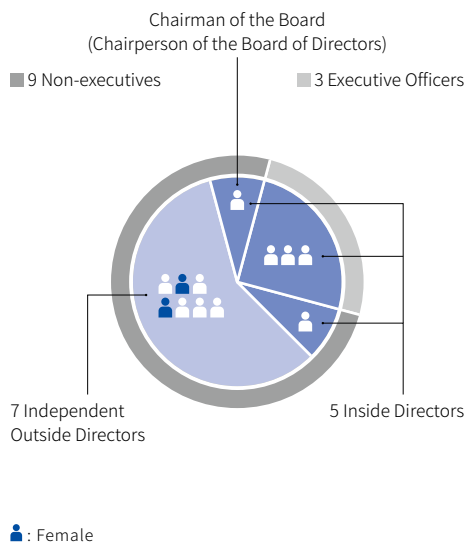 Chairman of the Board
(Chairperson of the Board of Directors)
9 Non-executives
3 Executive Officers
7 Independent
Outside Directors
5 Inside Directors
: Female